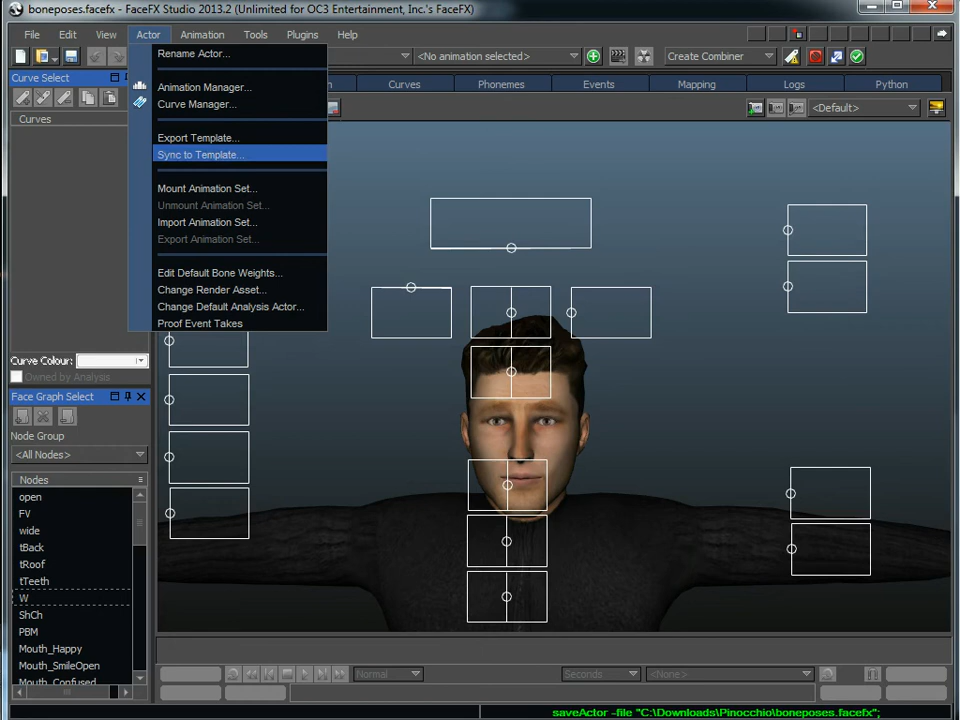 boneposes.facefx - FaceFX Studio 2013.2 (Unlimited for OC3 Entertainment, Inc.'s FaceFX)
File Edit View Actor Animation Tools Plugins Help
<No animation selected> Create Combiner
Curve Select
Curves Phonemes Events Mapping Logs Python
<Default>
Curves
Rename Actor...
Animation Manager...
Curve Manager...
Export Template...
Sync to Template...
Mount Animation Set...
Unmount Animation Set...
Import Animation Set...
Export Animation Set...
Edit Default Bone Weights...
Change Render Asset...
Change Default Analysis Actor...
Proof Event Takes
Curve Colour:
Owned by Analysis
Face Graph Select
Node Group
<All Nodes>
Nodes
open
FV
wide
tBack
tRoof
tTeeth
W
ShCh
PBM
Mouth_Happy
Mouth_SmileOpen
Mouth_Confused
Normal Seconds <None>
saveActor -file "C:\Downloads\Pinocchio\boneposes.facefx";